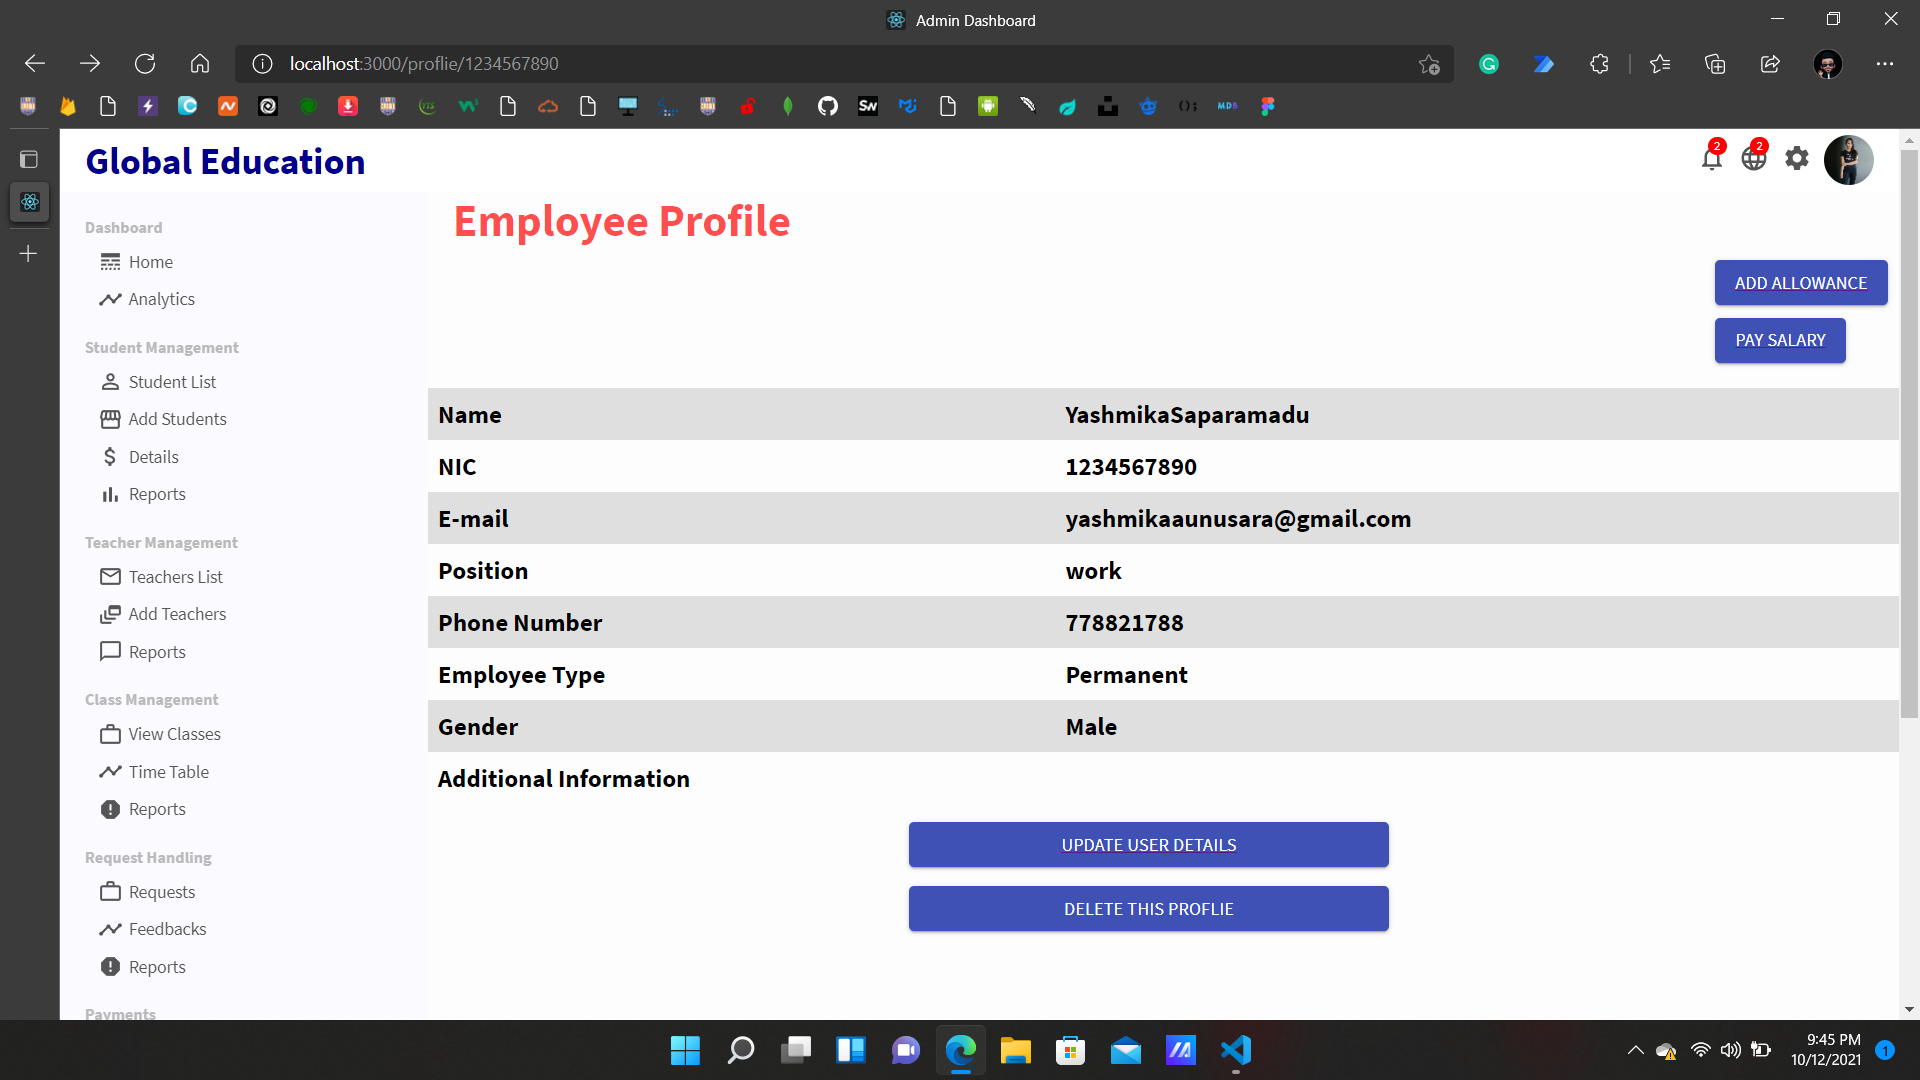 Admin Dashboard
localhost:3000/proflie/1234567890
Global Education
2
2
Employee Profile
Dashboard
Home
Analytics
Student Management
Student List
Add Students
Details
Reports
Teacher Management
Teachers List
Add Teachers
Reports
Class Management
View Classes
Time Table
Reports
Request Handling
Requests
Feedbacks
Reports
Payments
ADD ALLOWANCE
PAY SALARY
Name YashmikaSaparamadu
NIC 1234567890
E-mail yashmikaaunusara@gmail.com
Position work
Phone Number 778821788
Employee Type Permanent
Gender Male
Additional Information
UPDATE USER DETAILS
DELETE THIS PROFLIE
9:45 PM
10/12/2021
1